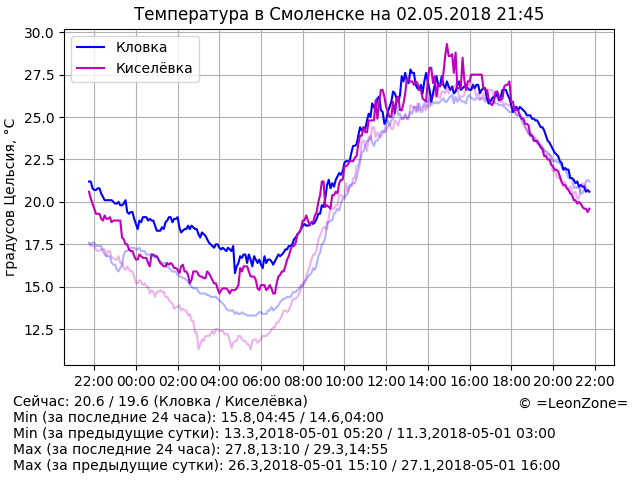 Температура в Смоленске на 02.05.2018 21:45
Кловка
Киселёвка
градусов Цельсия, °C
30.0
27.5
25.0
22.5
20.0
17.5
15.0
12.5
22:00 00:00 02:00 04:00 06:00 08:00 10:00 12:00 14:00 16:00 18:00 20:00 22:00
Сейчас: 20.6 / 19.6 (Кловка / Киселёвка)
© =LeonZone=
Min (за последние 24 часа): 15.8,04:45 / 14.6,04:00
Min (за предыдущие сутки): 13.3,2018-05-01 05:20 / 11.3,2018-05-01 03:00
Max (за последние 24 часа): 27.8,13:10 / 29.3,14:55
Max (за предыдущие сутки): 26.3,2018-05-01 15:10 / 27.1,2018-05-01 16:00